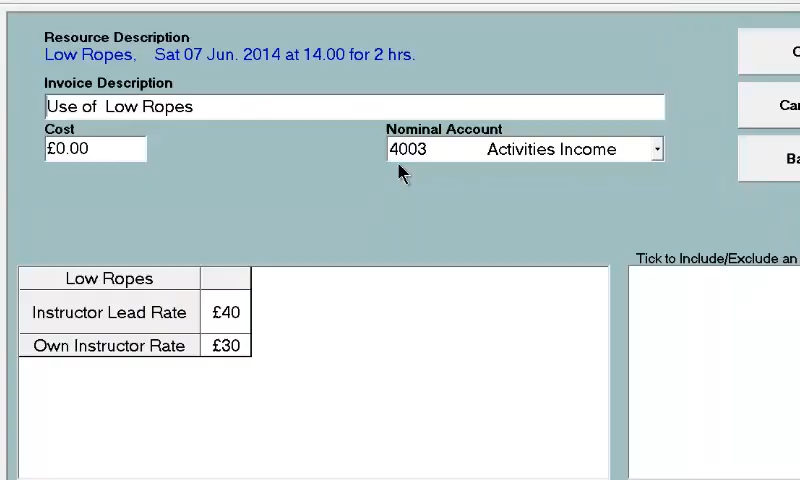 Resource Description
Low Ropes,    Sat 07 Jun. 2014 at 14.00 for 2 hrs.
Invoice Description
Use of  Low Ropes
Cost
Nominal Account
£0.00
4003    Activities Income
Tick to Include/Exclude an
Low Ropes
Instructor Lead Rate    £40
Own Instructor Rate    £30